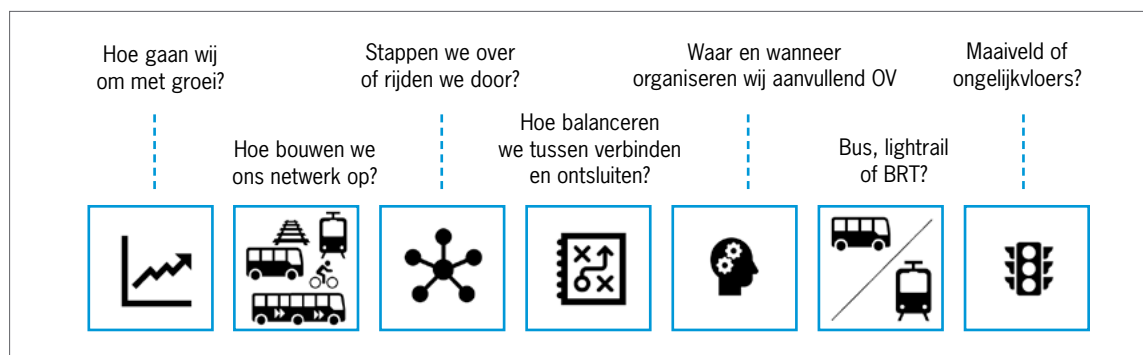 Hoe gaan wij
om met groei?
Hoe bouwen we
ons netwerk op?
Stappen we over
of rijden we door?
Hoe balanceren
we tussen verbinden
en ontsluiten?
Waar en wanneer
organiseren wij aanvullend OV
Bus, lightrail
of BRT?
Maaiveld of
ongelijkvloers?